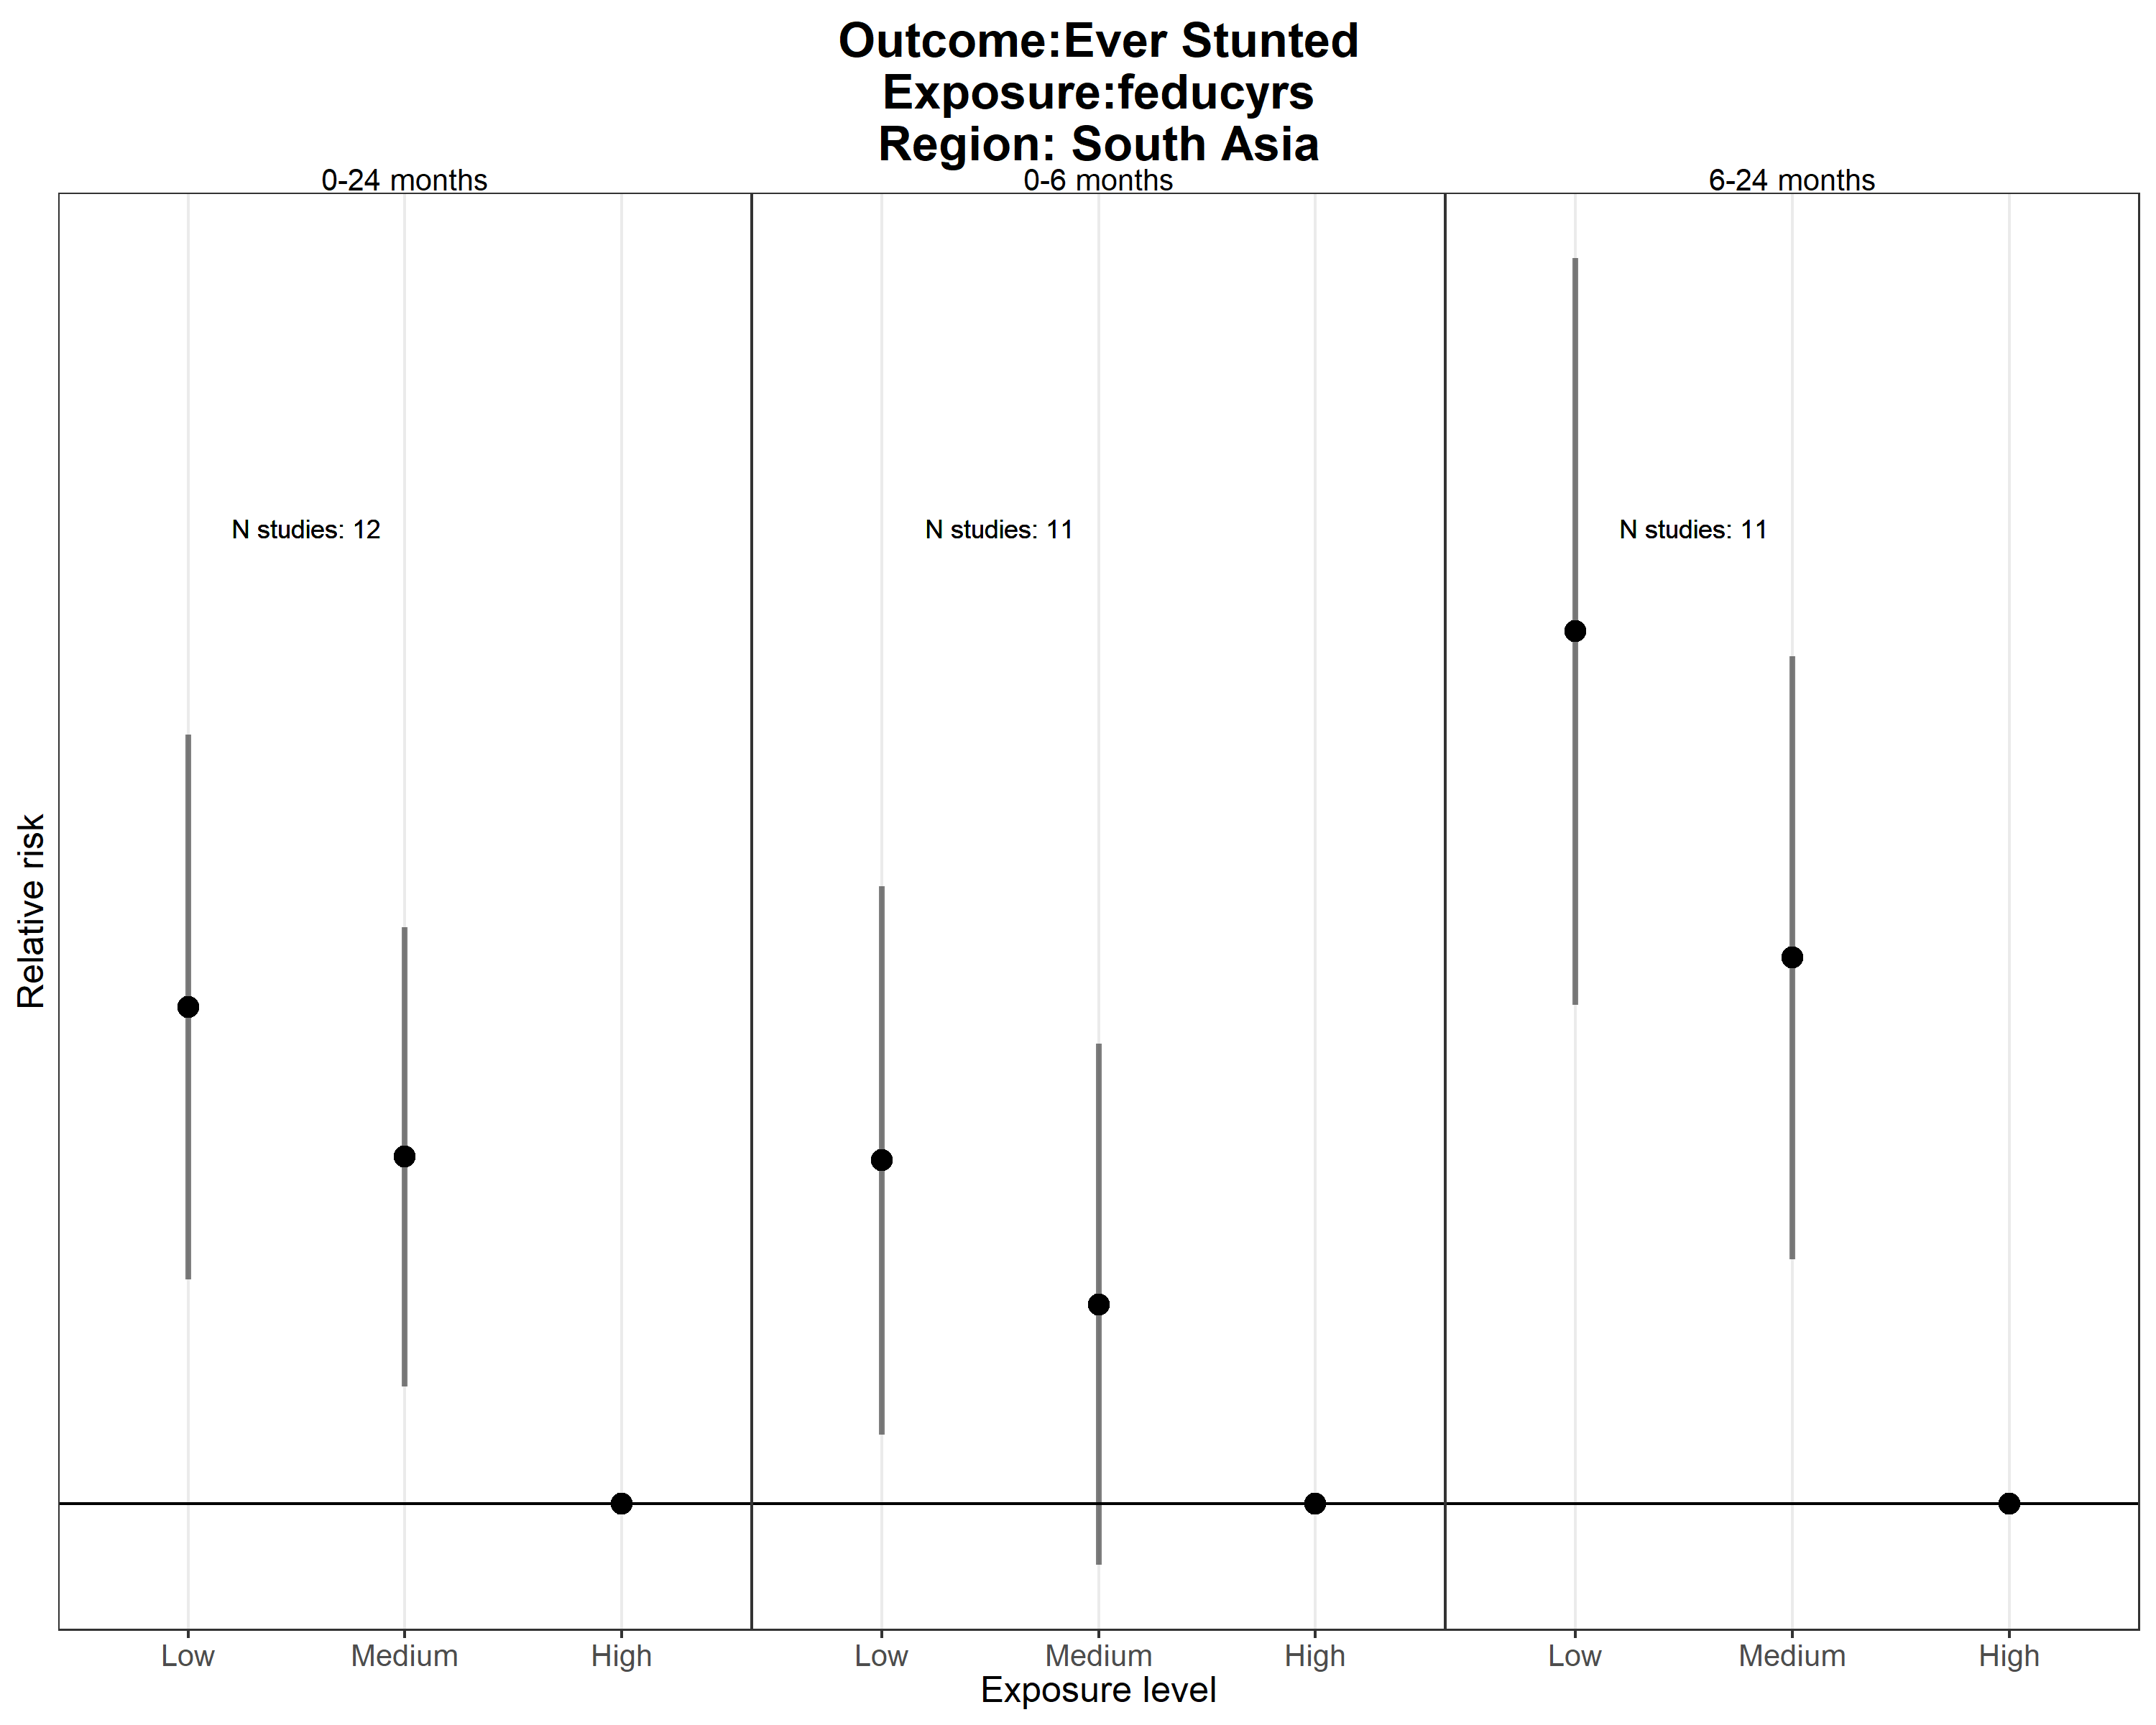 Outcome:Ever Stunted
Exposure:feducyrs
Region: South Asia
0-24 months
0-6 months
6-24 months
N studies: 12
N studies: 11
N studies: 11
Relative risk
Low
Medium
High
Low
Medium
High
Low
Medium
High
Exposure level